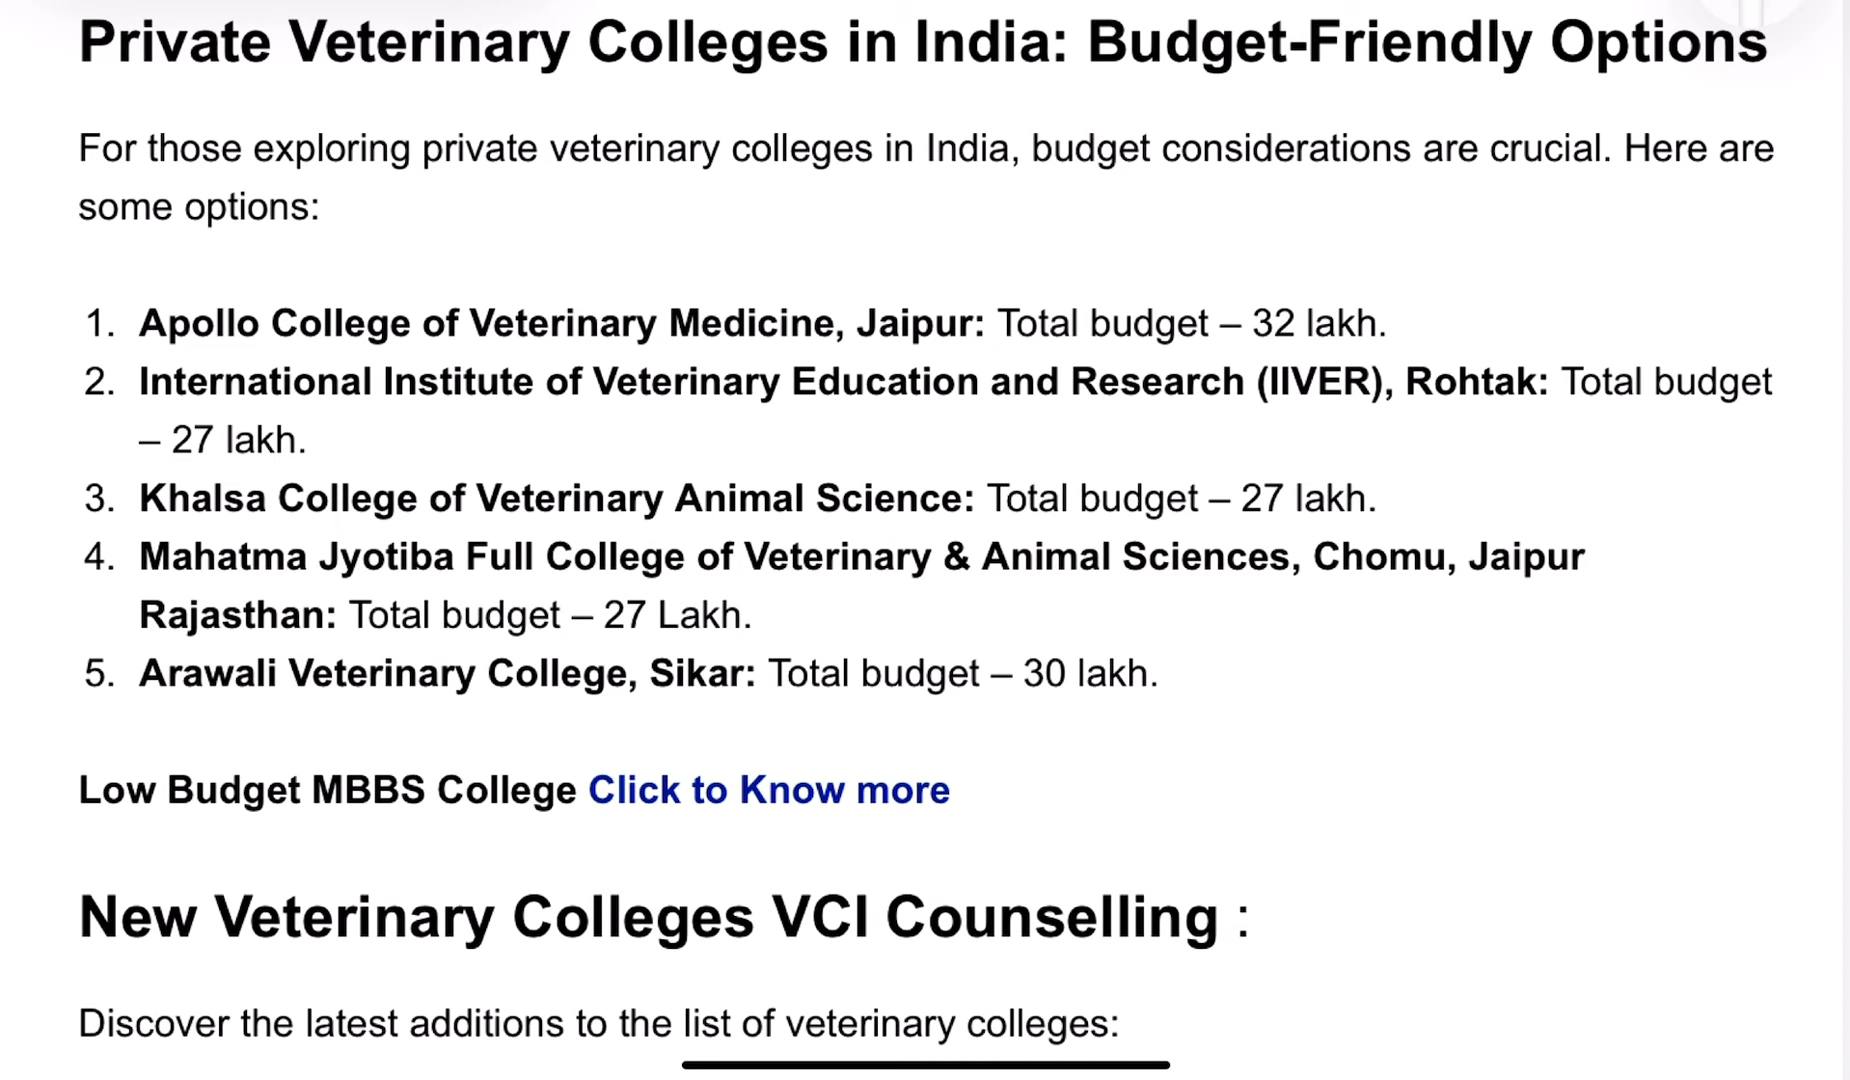 Private Veterinary Colleges in India: Budget-Friendly Options
For those exploring private veterinary colleges in India, budget considerations are crucial. Here are
some options:
1. Apollo College of Veterinary Medicine, Jaipur: Total budget – 32 lakh.
2. International Institute of Veterinary Education and Research (IIVER), Rohtak: Total budget
– 27 lakh.
3. Khalsa College of Veterinary Animal Science: Total budget – 27 lakh.
4. Mahatma Jyotiba Full College of Veterinary & Animal Sciences, Chomu, Jaipur
Rajasthan: Total budget – 27 Lakh.
5. Arawali Veterinary College, Sikar: Total budget – 30 lakh.
Low Budget MBBS College Click to Know more
New Veterinary Colleges VCI Counselling :
Discover the latest additions to the list of veterinary colleges: